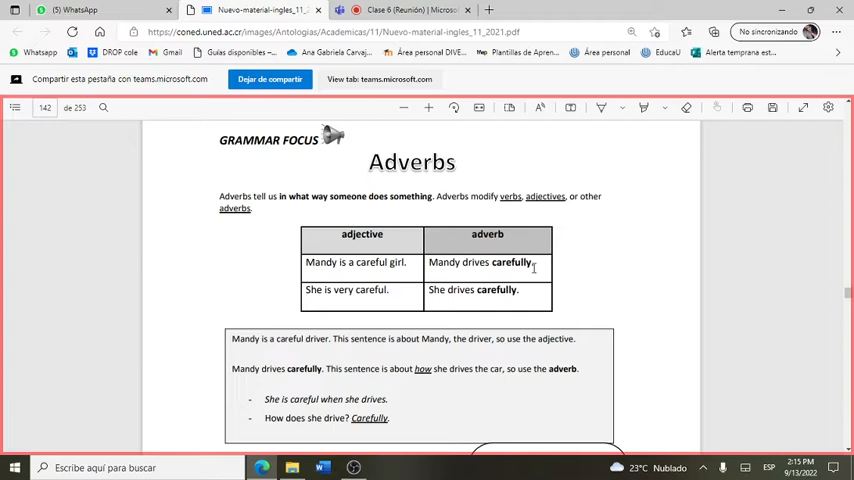 (5) WhatsApp
Nuevo-material-ingles_11_2
Clase 6 (Reunión) | Microsof
https://coned.uned.ac.cr/images/Antologias/Academicas/11/Nuevo-material-ingles_11_2021.pdf
No sincronizando
Whatsapp
DROP cole
Gmail
Guías disponibles –...
Ana Gabriela Carvaj...
Área personal DIVE...
Plantillas de Apren...
Área personal
EducaU
Alerta temprana est...
Compartir esta pestaña con teams.microsoft.com
Dejar de compartir
View tab: teams.microsoft.com
142 de 253
GRAMMAR FOCUS
Adverbs
Adverbs tell us in what way someone does something. Adverbs modify verbs, adjectives, or other
adverbs.
adjective adverb
Mandy is a careful girl. Mandy drives carefully.
She is very careful. She drives carefully.
Mandy is a careful driver. This sentence is about Mandy, the driver, so use the adjective.
Mandy drives carefully. This sentence is about how she drives the car, so use the adverb.
- She is careful when she drives.
- How does she drive? Carefully.
Escribe aquí para buscar
23°C Nublado
ESP
2:15 PM
9/13/2022